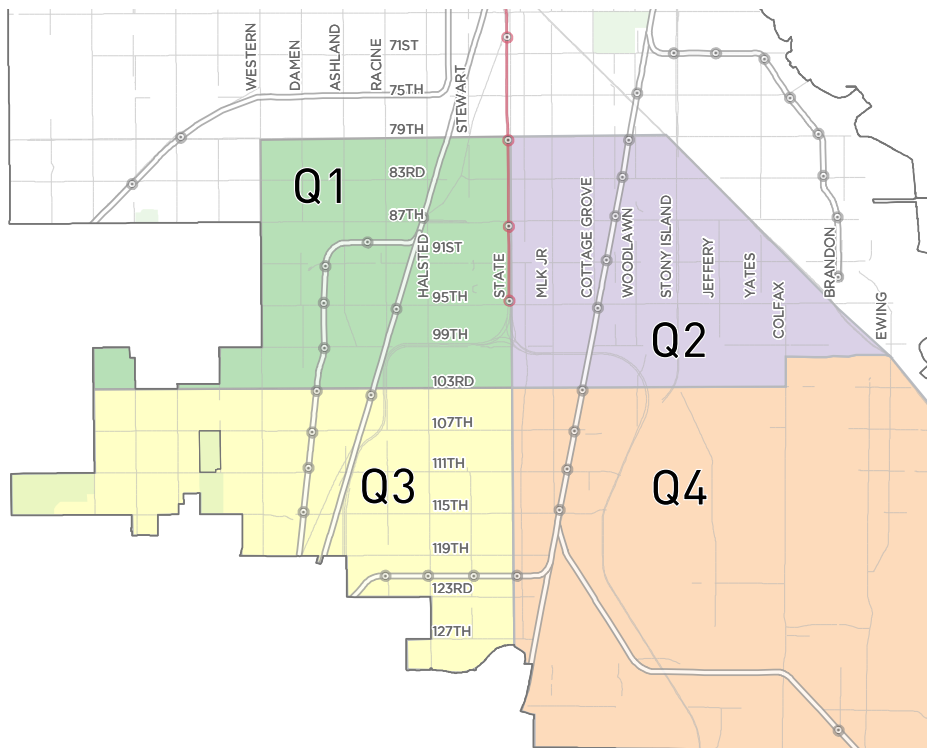 WESTERN
DAMEN
ASHLAND
RACINE
71ST
75TH
STEWART
79TH
Q1
83RD
87TH
91ST
HALSTED
STATE
MLK JR
COTTAGE GROVE
WOODLAWN
STONY ISLAND
JEFFERY
YATES
COLFAX
BRANDON
EWING
95TH
99TH
Q2
103RD
107TH
111TH
Q3
Q4
115TH
119TH
123RD
127TH